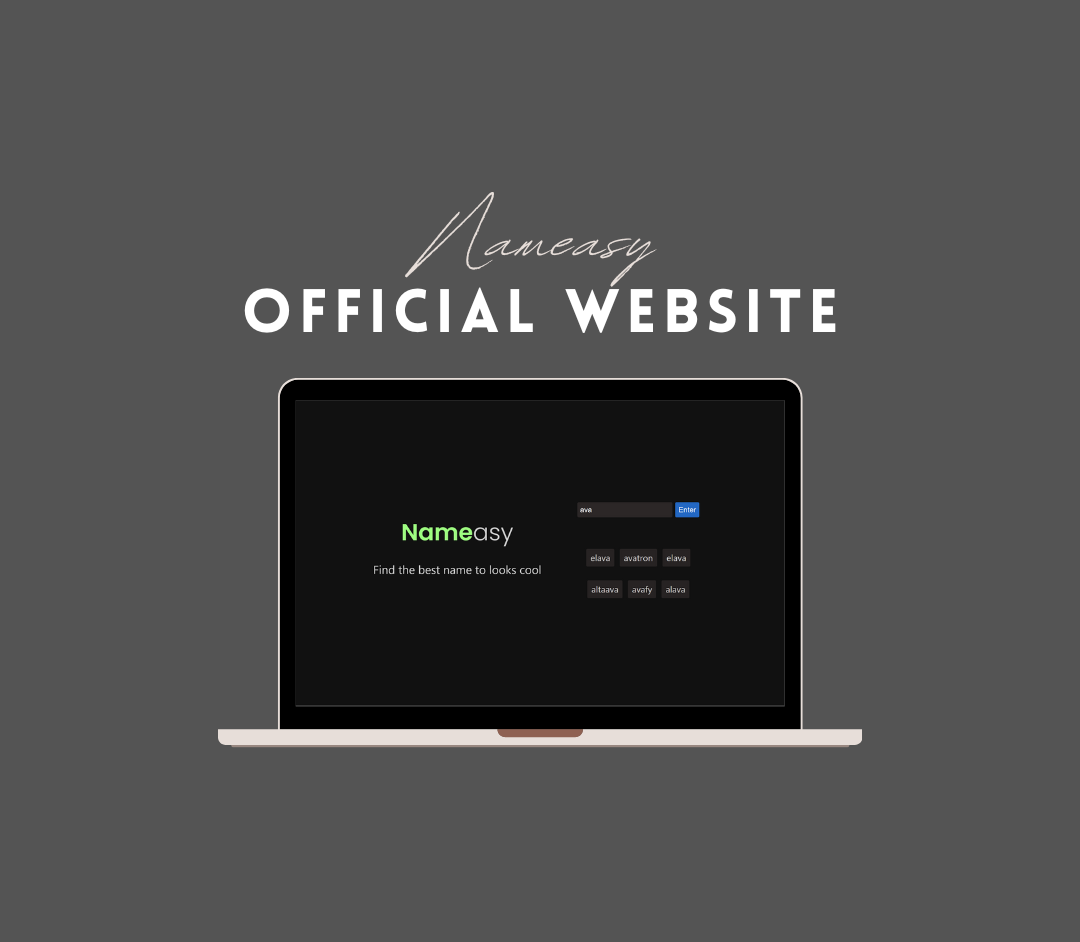 Nameasy
OFFICIAL WEBSITE
Nameasy
Find the best name to looks cool
ava Enter
elava avatron elava
altaava avafy alava